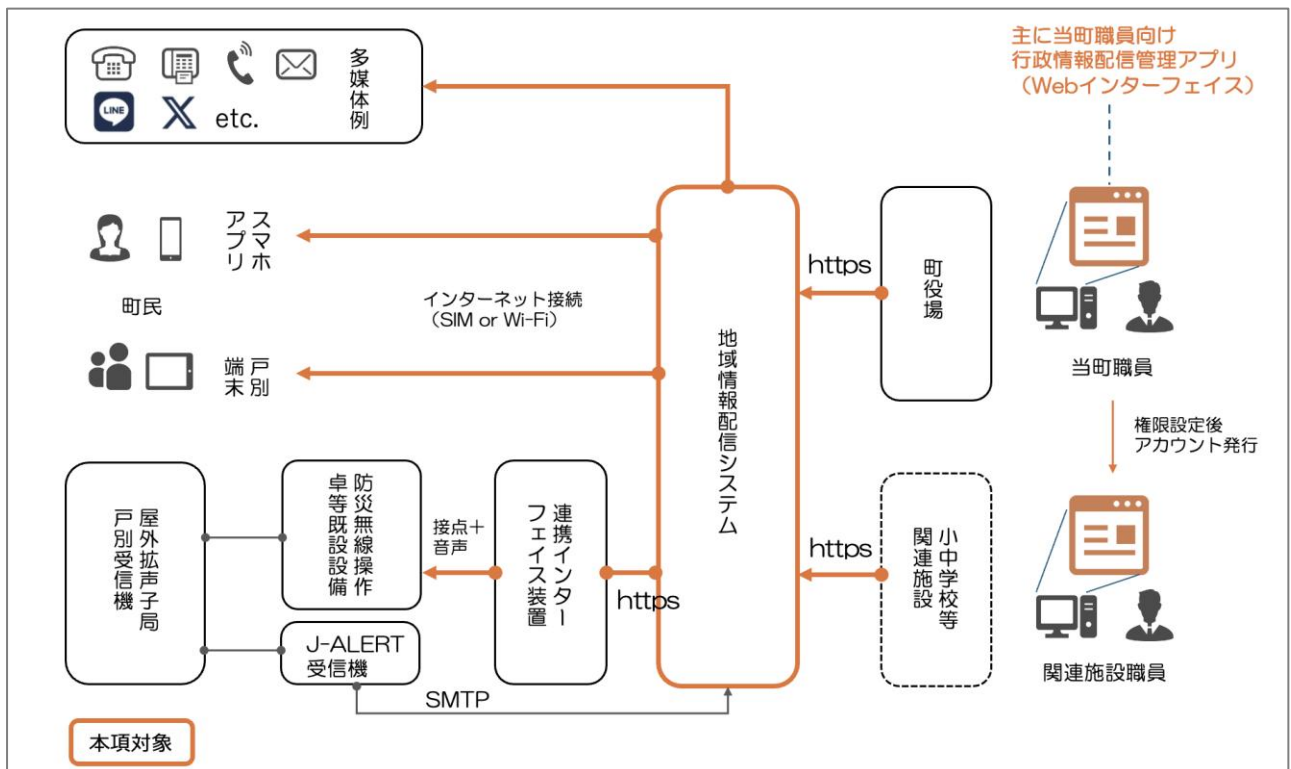 多媒体例
LINE
X
etc.
主に当町職員向け
行政情報配信管理アプリ
（Webインターフェイス）
スマホ
アプリ
町民
インターネット接続
（SIM or Wi-Fi）
戸別
端末
地域情報配信システム
https
町役場
当町職員
権限設定後
アカウント発行
屋外拡声子局
戸別受信機
防災無線操作
卓等既設設備
接点＋
音声
連携インター
フェイス装置
https
https
小中学校等
関連施設
J-ALERT
受信機
SMTP
関連施設職員
本項対象